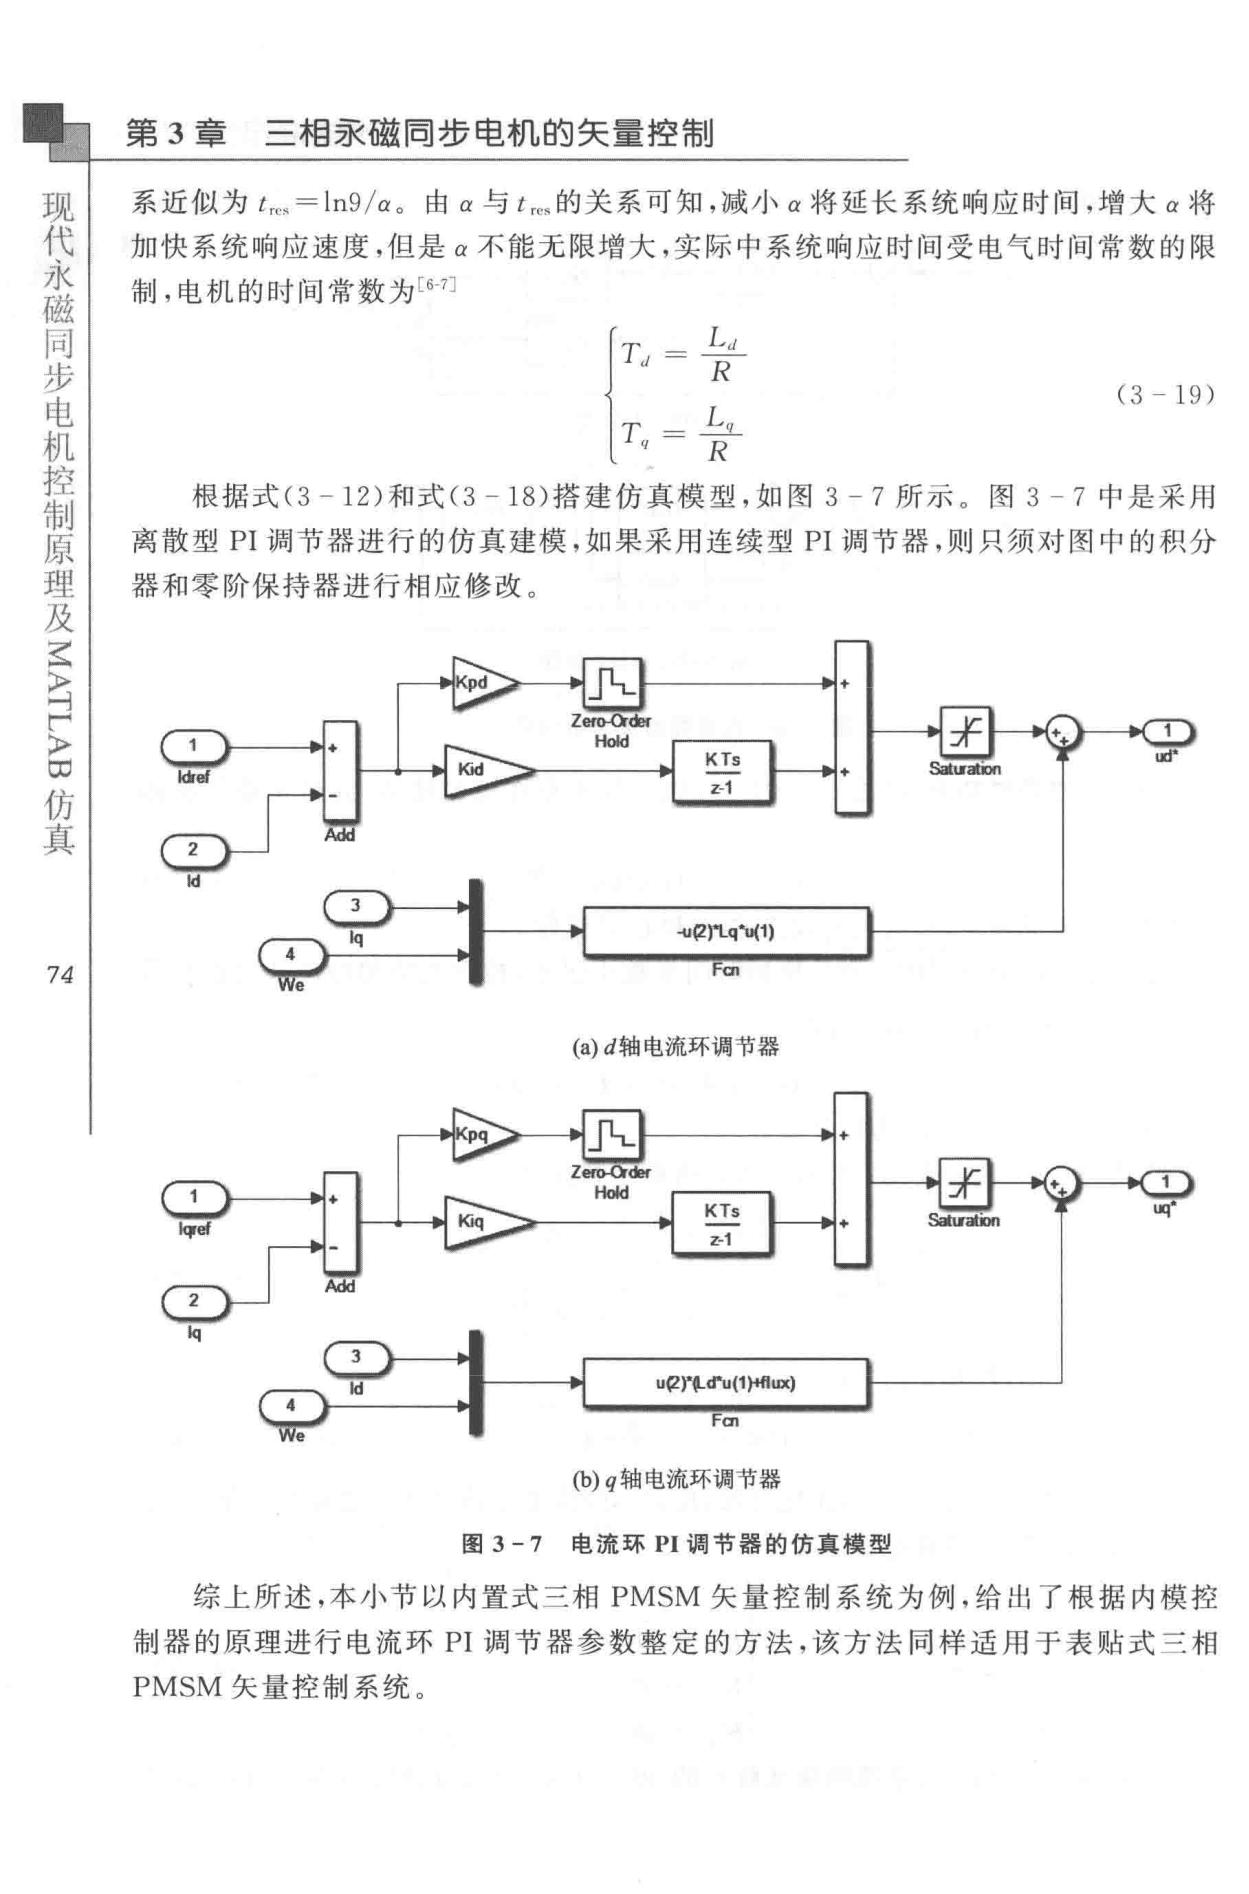 第 3 章　三相永磁同步电机的矢量控制
现代永磁同步电机控制原理及MATLAB仿真
74
系近似为 t_res=ln9/α。由 α 与 t_res的关系可知,减小 α 将延长系统响应时间,增大 α 将
加快系统响应速度,但是 α 不能无限增大,实际中系统响应时间受电气时间常数的限
制,电机的时间常数为[6-7]
T_d = L_d/R
T_q = L_q/R
(3-19)
根据式(3-12)和式(3-18)搭建仿真模型,如图 3-7 所示。图 3-7 中是采用
离散型 PI 调节器进行的仿真建模,如果采用连续型 PI 调节器,则只须对图中的积分
器和零阶保持器进行相应修改。
1
Idref
2
Id
+
-
Add
Kpd
Kid
Zero-Order
Hold
K Ts
z-1
+
+
Saturation
+
+
1
ud*
3
Iq
4
We
-u(2)*Lq*u(1)
Fcn
(a) d轴电流环调节器
1
Iqref
2
Iq
+
-
Add
Kpq
Kiq
Zero-Order
Hold
K Ts
z-1
+
+
Saturation
+
+
1
uq*
3
Id
4
We
u(2)*(Ld*u(1)+flux)
Fcn
(b) q轴电流环调节器
图 3-7　电流环 PI 调节器的仿真模型
综上所述,本小节以内置式三相 PMSM 矢量控制系统为例,给出了根据内模控
制器的原理进行电流环 PI 调节器参数整定的方法,该方法同样适用于表贴式三相
PMSM 矢量控制系统。